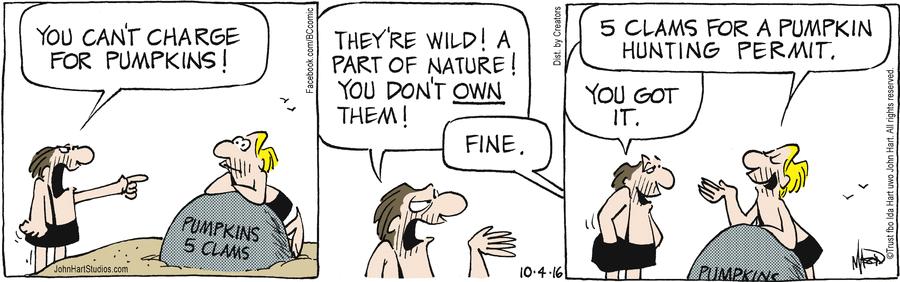 YOU CAN'T CHARGE
FOR PUMPKINS!
PUMPKINS
5 CLAMS
JohnHartStudios.com
Facebook.com/BCcomic
THEY'RE WILD! A
PART OF NATURE!
YOU DON'T OWN
THEM!
FINE.
10·4·16
Dist. by Creators
5 CLAMS FOR A PUMPKIN
HUNTING PERMIT.
YOU GOT
IT.
PUMPKINS
©Trust fbo Ida Hart uwo John Hart. All rights reserved.